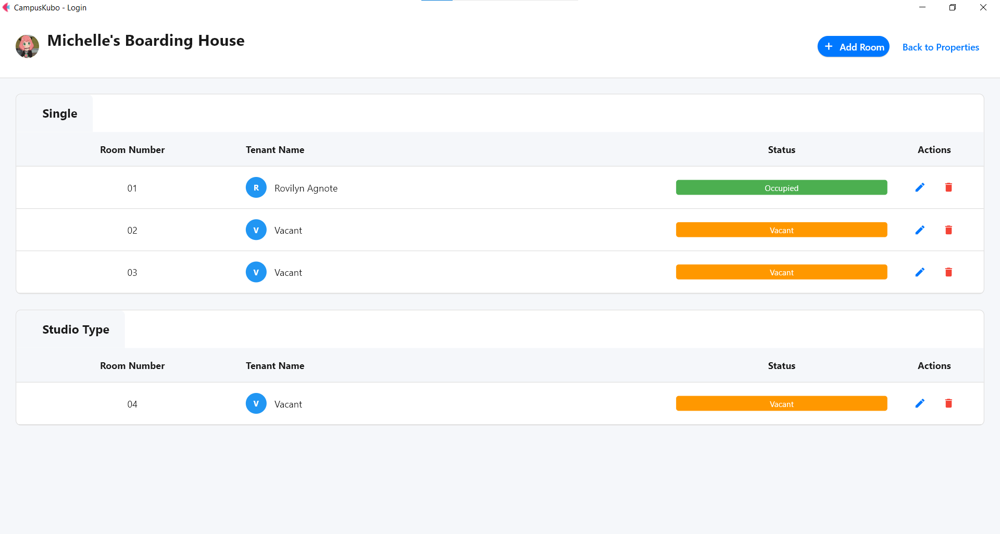 CampusKubo - Login
Michelle's Boarding House
+ Add Room
Back to Properties
Single
Room Number Tenant Name Status Actions
01 R Rovilyn Agnote Occupied
02 V Vacant Vacant
03 V Vacant Vacant
Studio Type
Room Number Tenant Name Status Actions
04 V Vacant Vacant